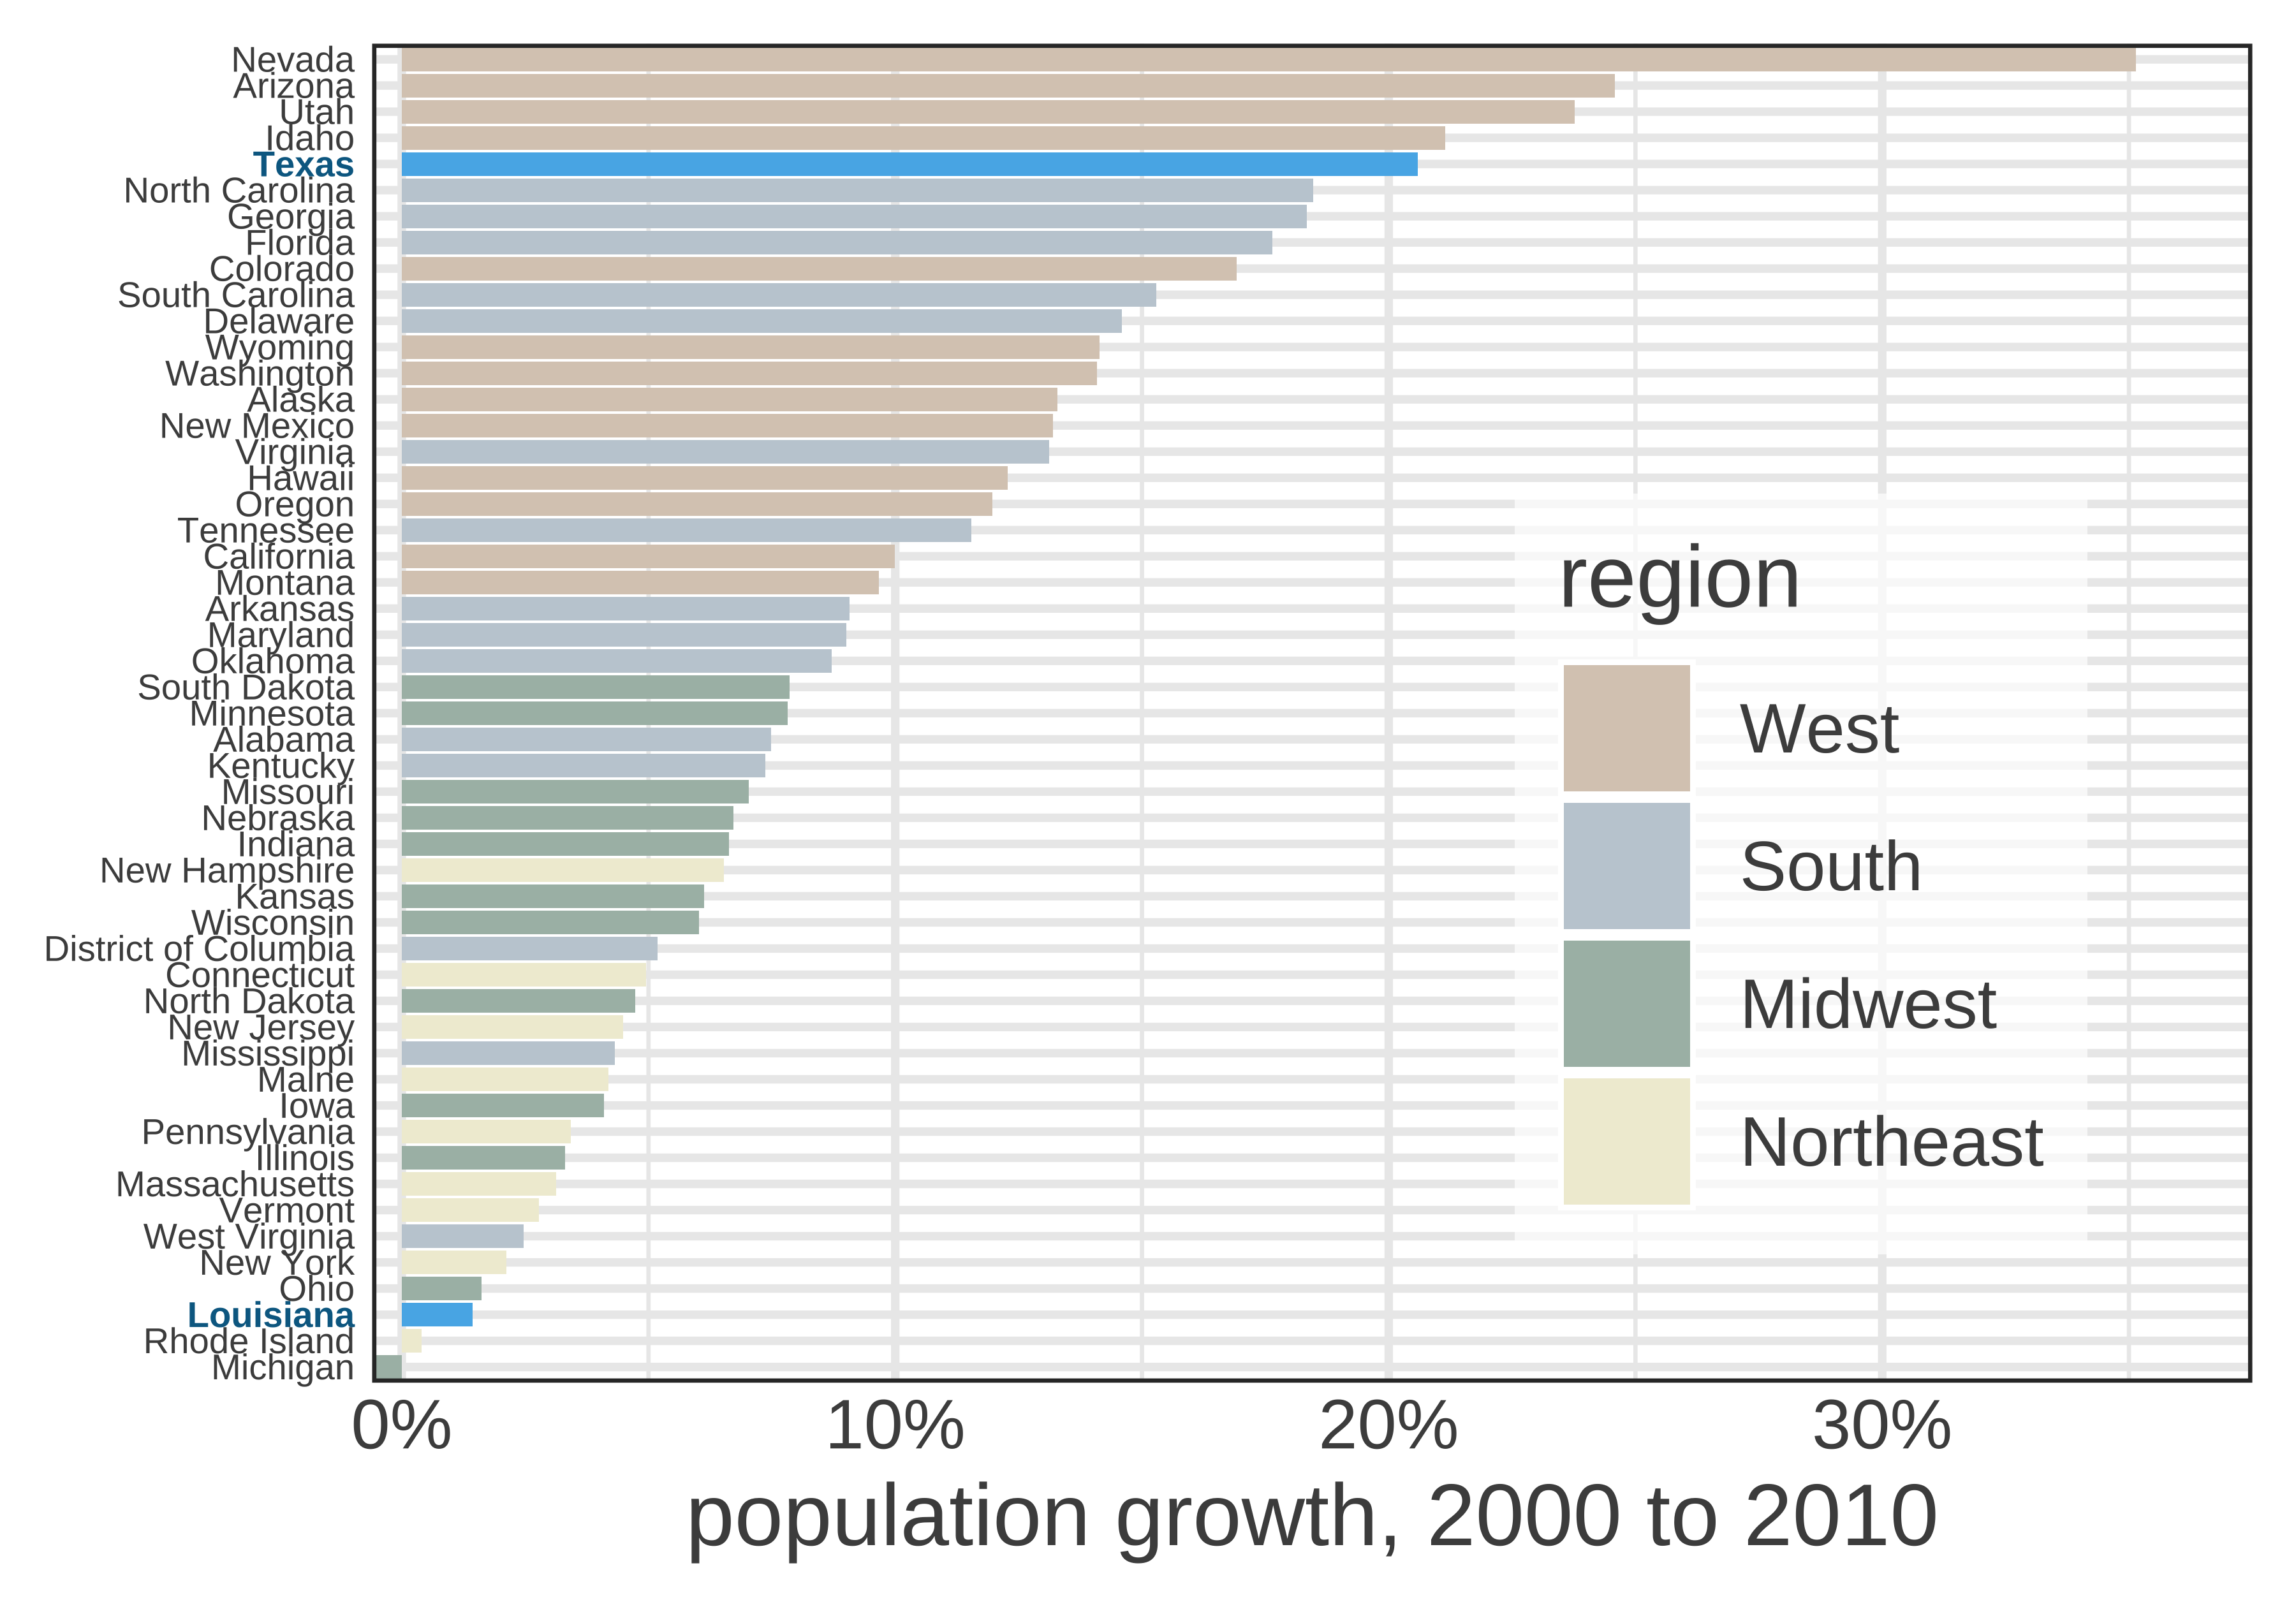 Nevada
Arizona
Utah
Idaho
Texas
North Carolina
Georgia
Florida
Colorado
South Carolina
Delaware
Wyoming
Washington
Alaska
New Mexico
Virginia
Hawaii
Oregon
Tennessee
California
Montana
Arkansas
Maryland
Oklahoma
South Dakota
Minnesota
Alabama
Kentucky
Missouri
Nebraska
Indiana
New Hampshire
Kansas
Wisconsin
District of Columbia
Connecticut
North Dakota
New Jersey
Mississippi
Maine
Iowa
Pennsylvania
Illinois
Massachusetts
Vermont
West Virginia
New York
Ohio
Louisiana
Rhode Island
Michigan
region
West
South
Midwest
Northeast
0% 10% 20% 30%
population growth, 2000 to 2010